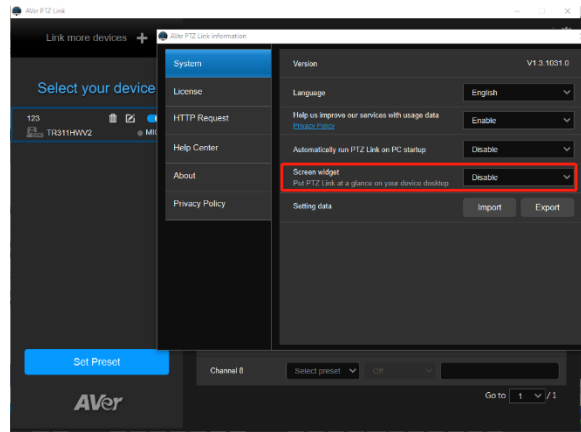 AVer PTZ Link
Link more devices +
AVer PTZ Link information
Select your device
123
TR311HWV2
MIC
System
License
HTTP Request
Help Center
About
Privacy Policy
Version V1.3.1031.0
Language English
Help us improve our services with usage data Enable
Privacy Policy
Automatically run PTZ Link on PC startup Disable
Screen widget Disable
Put PTZ Link at a glance on your device desktop
Setting data Import Export
Set Preset
Channel 8 Select preset Off
Go to 1 / 1
AVer